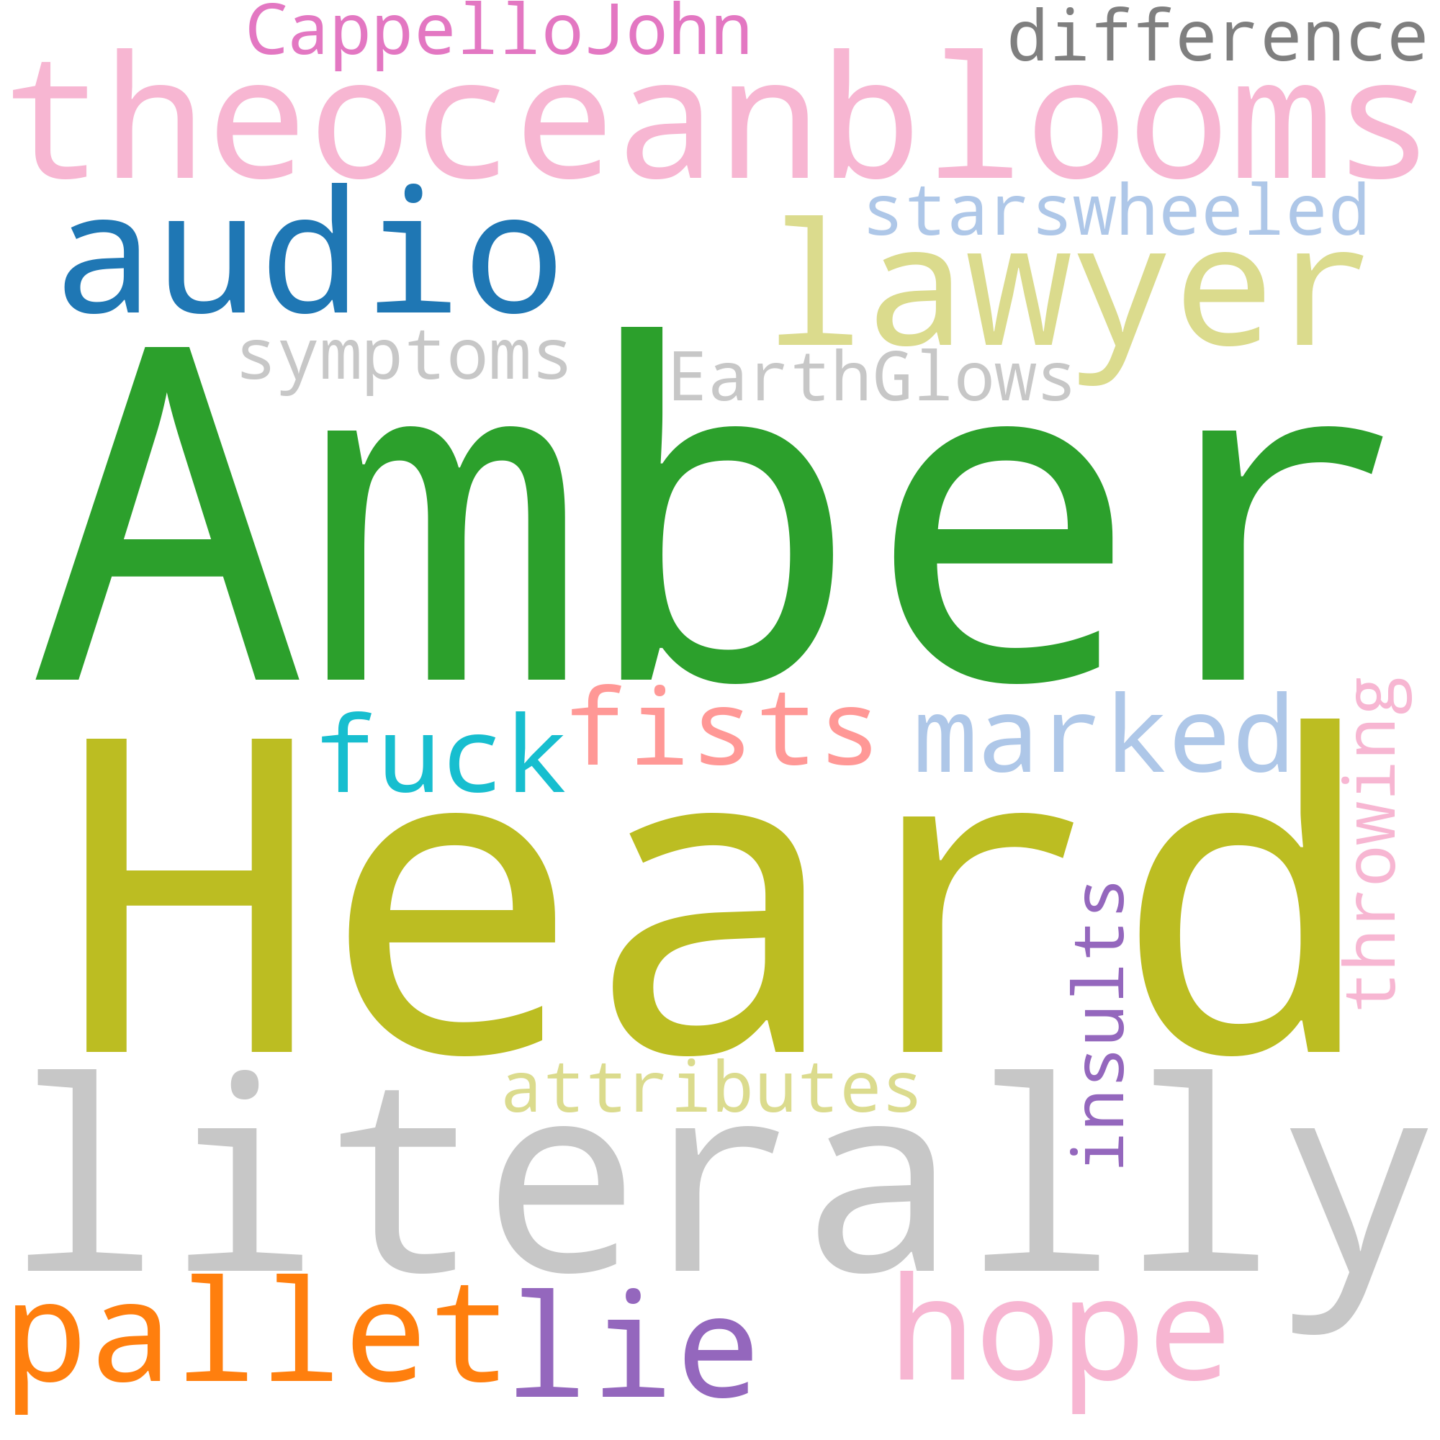 CappelloJohn difference
theoceanblooms
audio starswheeled
lawyer
symptoms EarthGlows
Amber
fuck fists marked
throwing
Heard
insults
attributes
literally
pallet lie hope